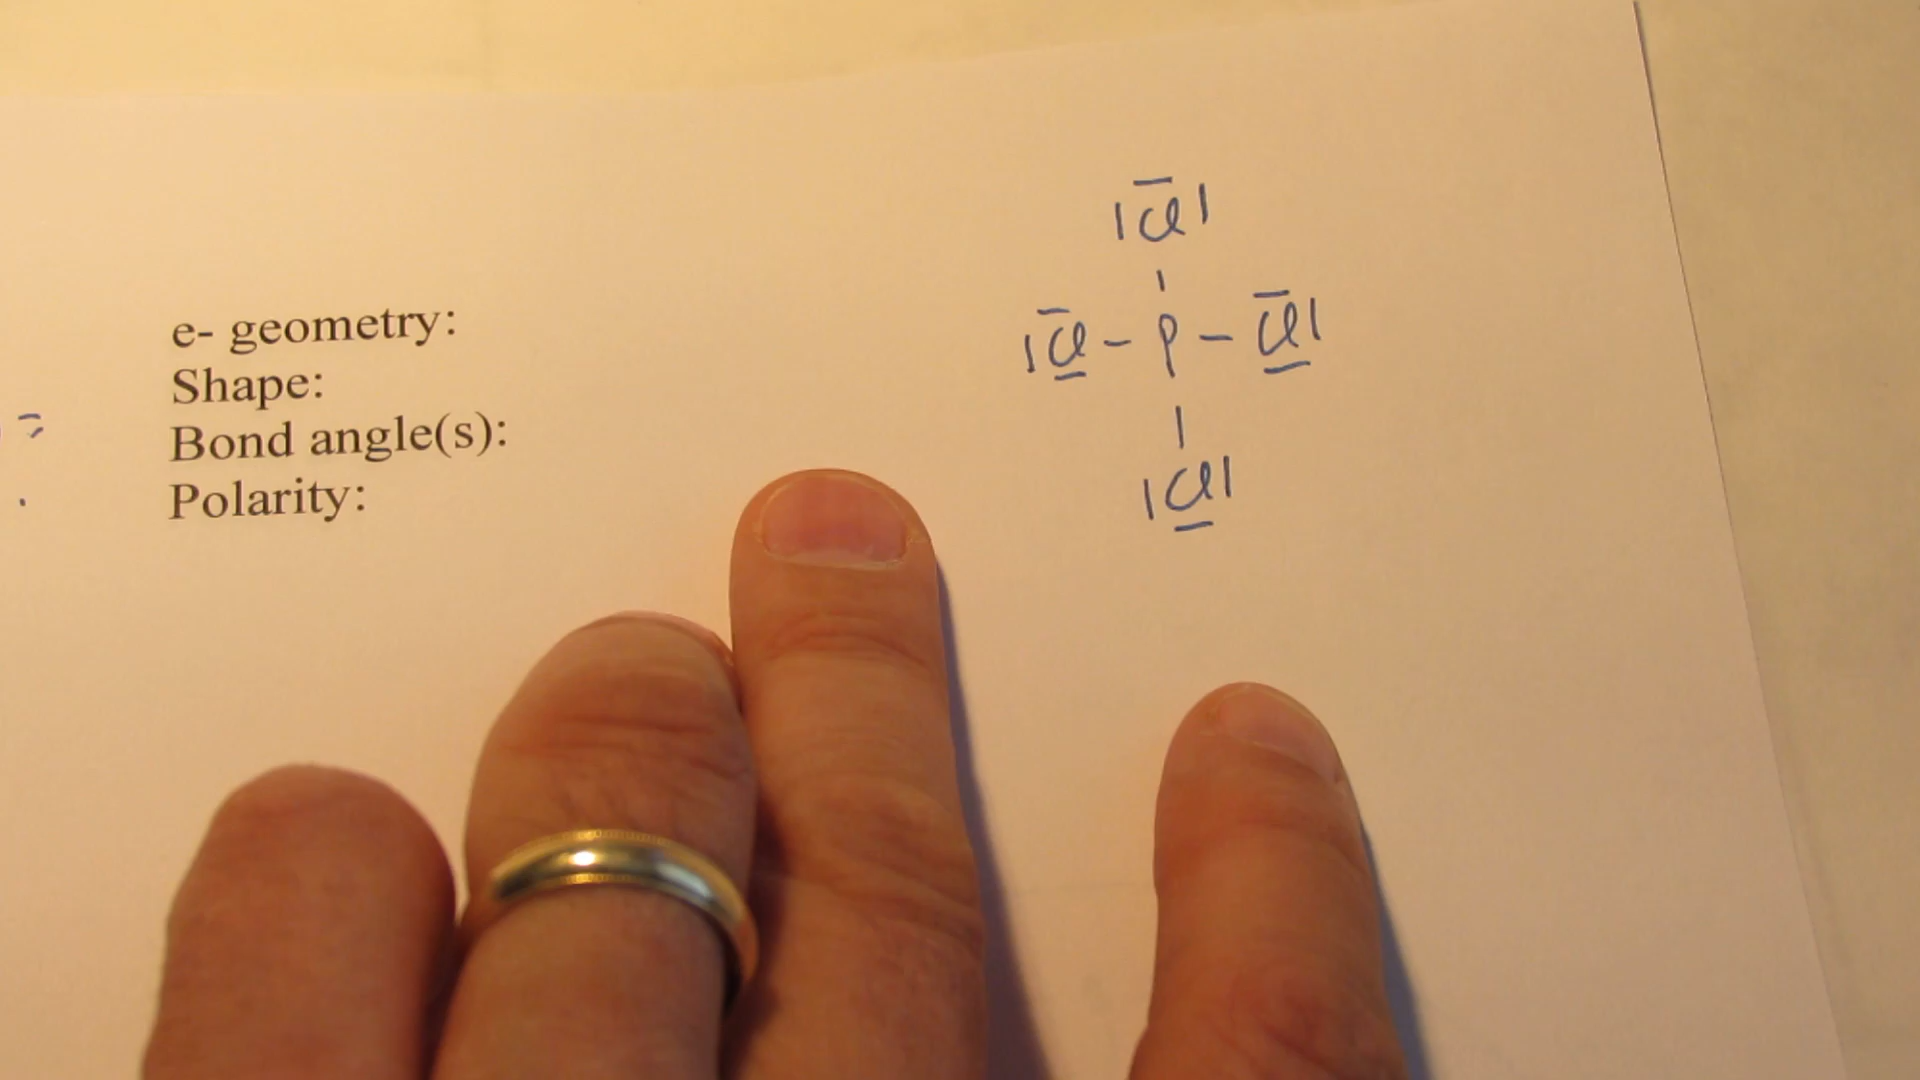 e- geometry:
Shape:
Bond angle(s):
Polarity:
|Cl|
|Cl - P - Cl|
|Cl|